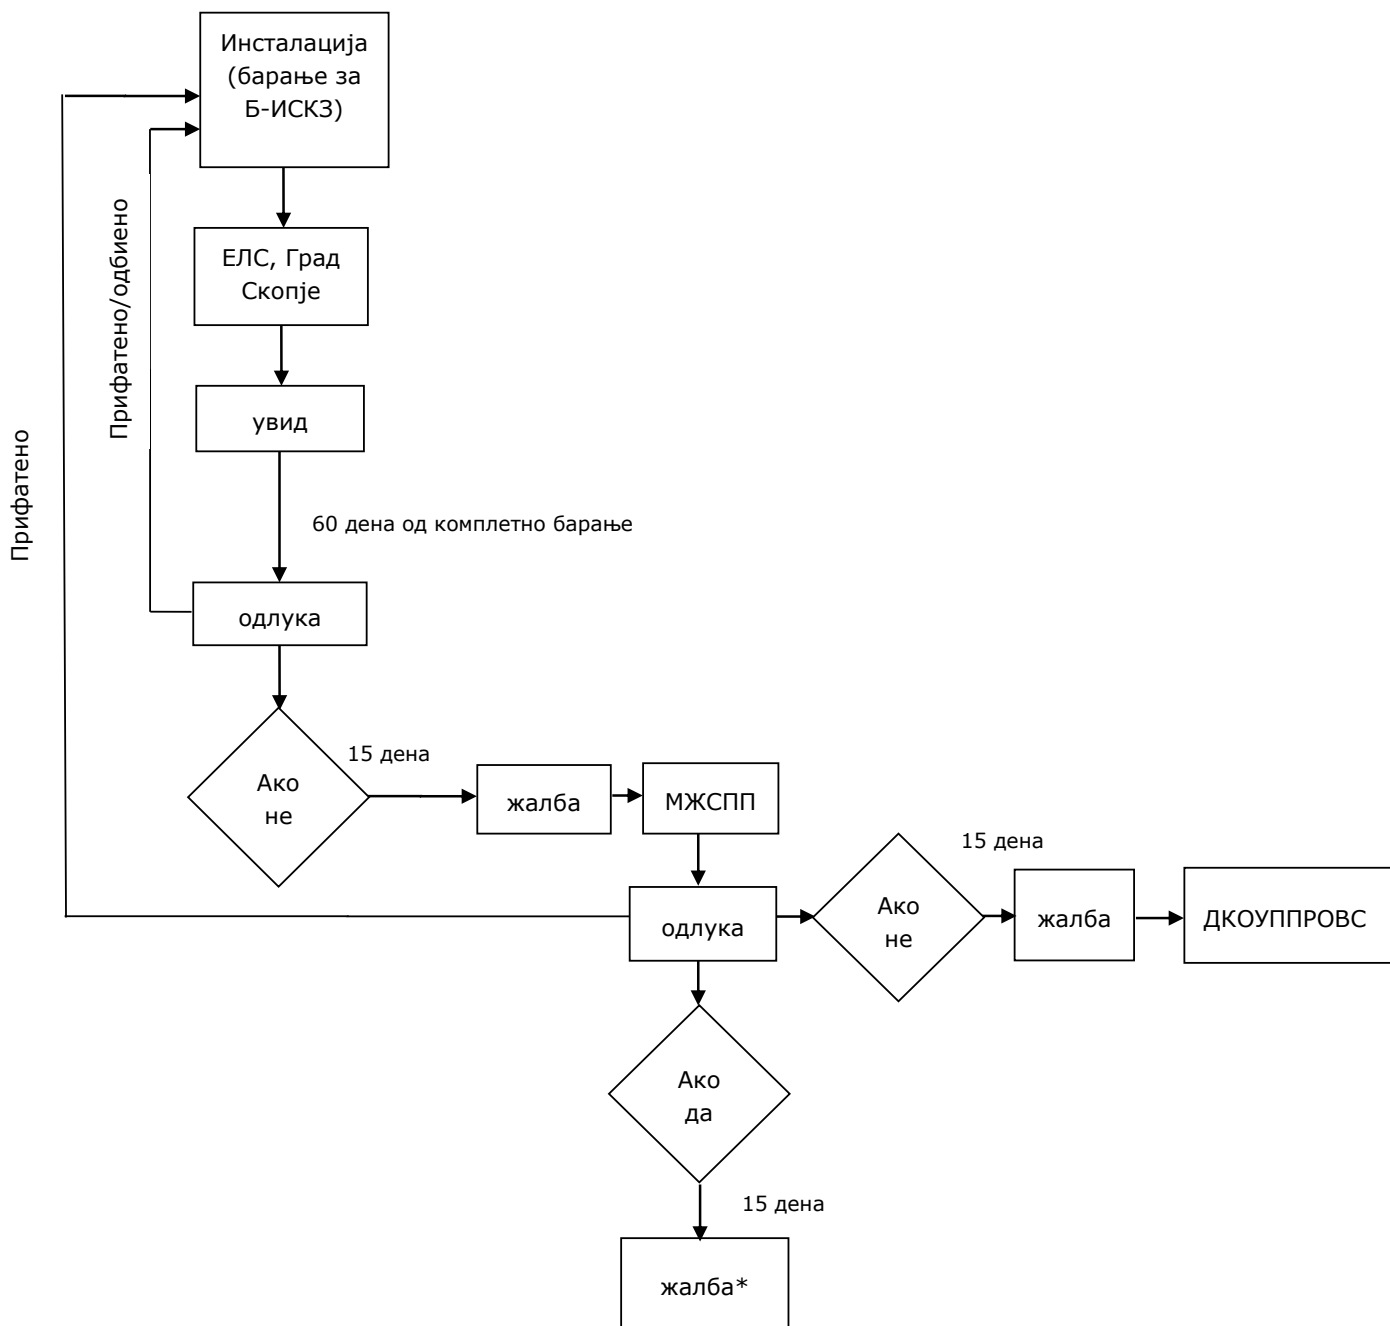 Инсталација
(барање за
Б-ИСКЗ)
ЕЛС, Град
Скопје
увид
Прифатено/одбиено
Прифатено
60 дена од комплетно барање
одлука
Ако
не
15 дена
жалба
МЖСПП
одлука
Ако
не
15 дена
жалба
ДКОУППРОВС
Ако
да
15 дена
жалба*